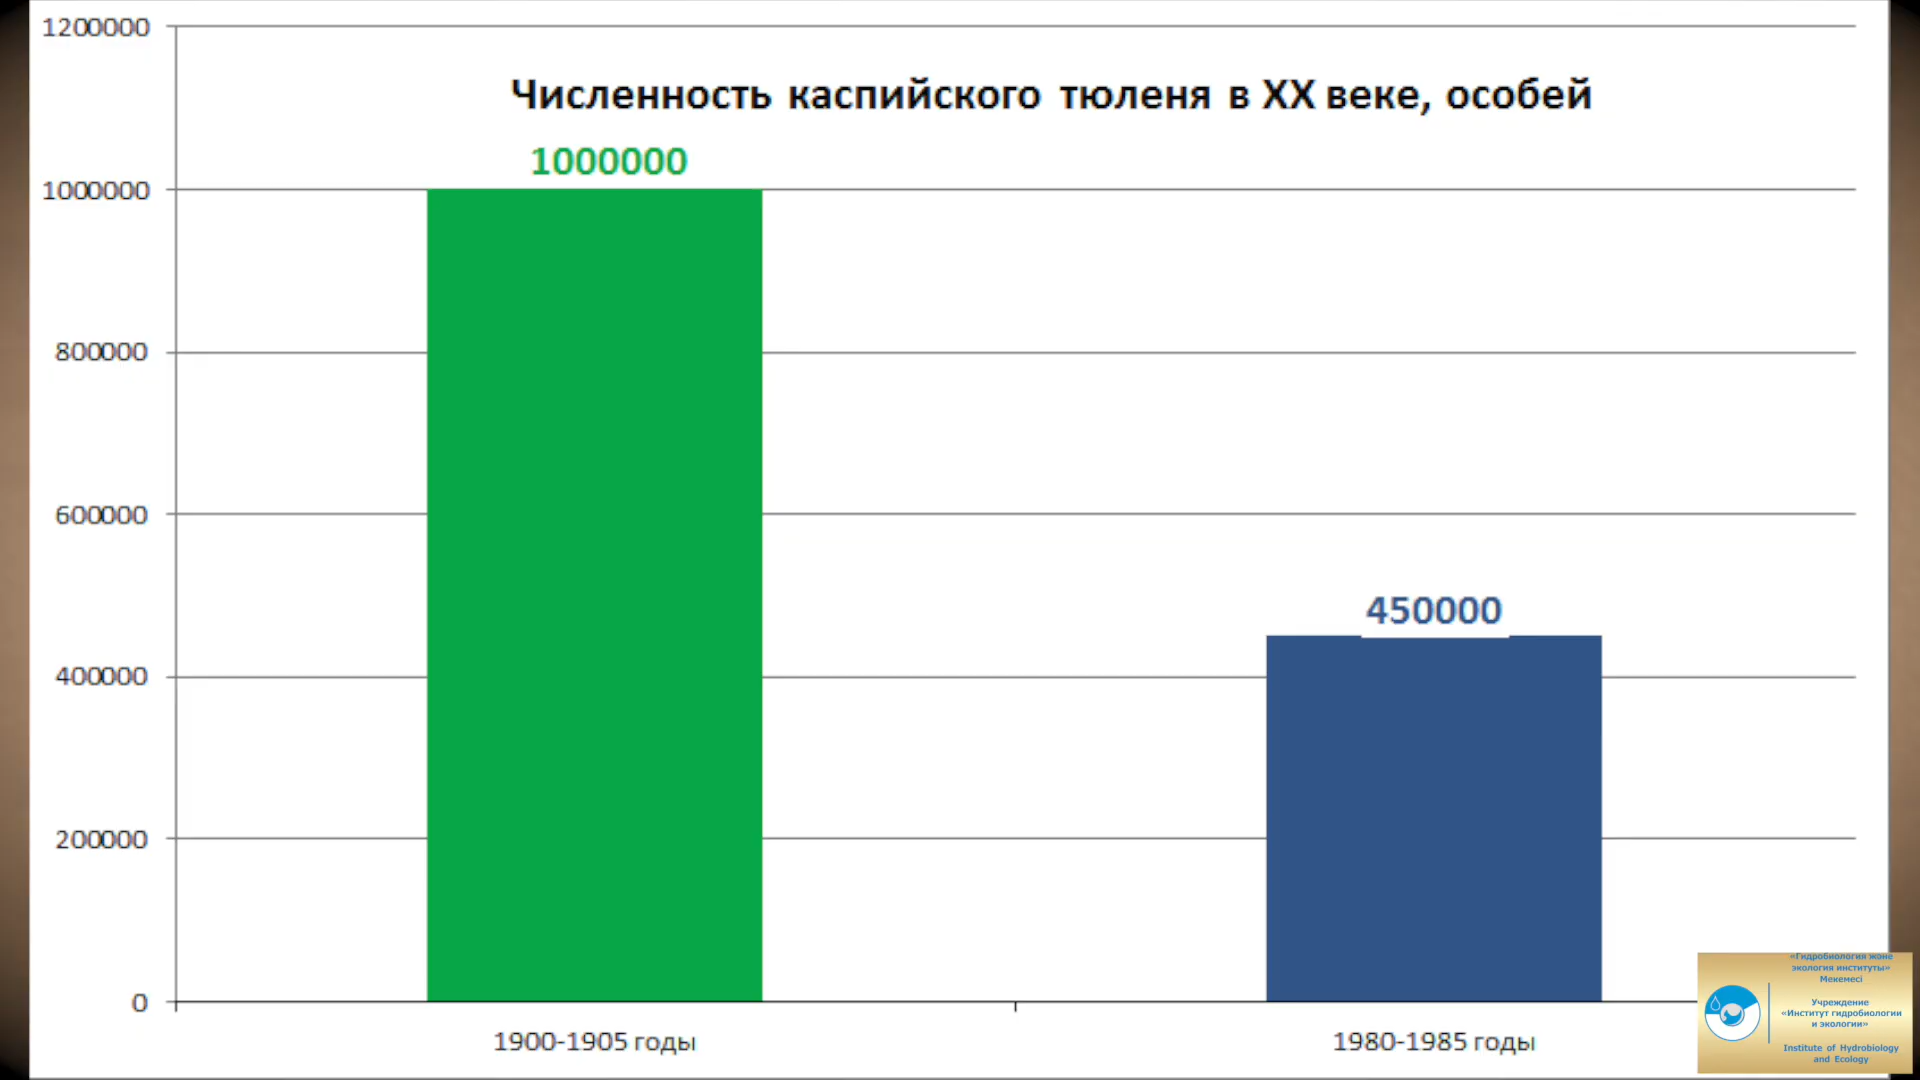 1200000
Численность каспийского тюленя в XX веке, особей
1000000
1000000
800000
600000
450000
400000
200000
0
1900-1905 годы
1980-1985 годы
«Гидробиология және
экология институты»
Мекемесі
Учреждение
«Институт гидробиологии
и экологии»
Institute of Hydrobiology
and Ecology